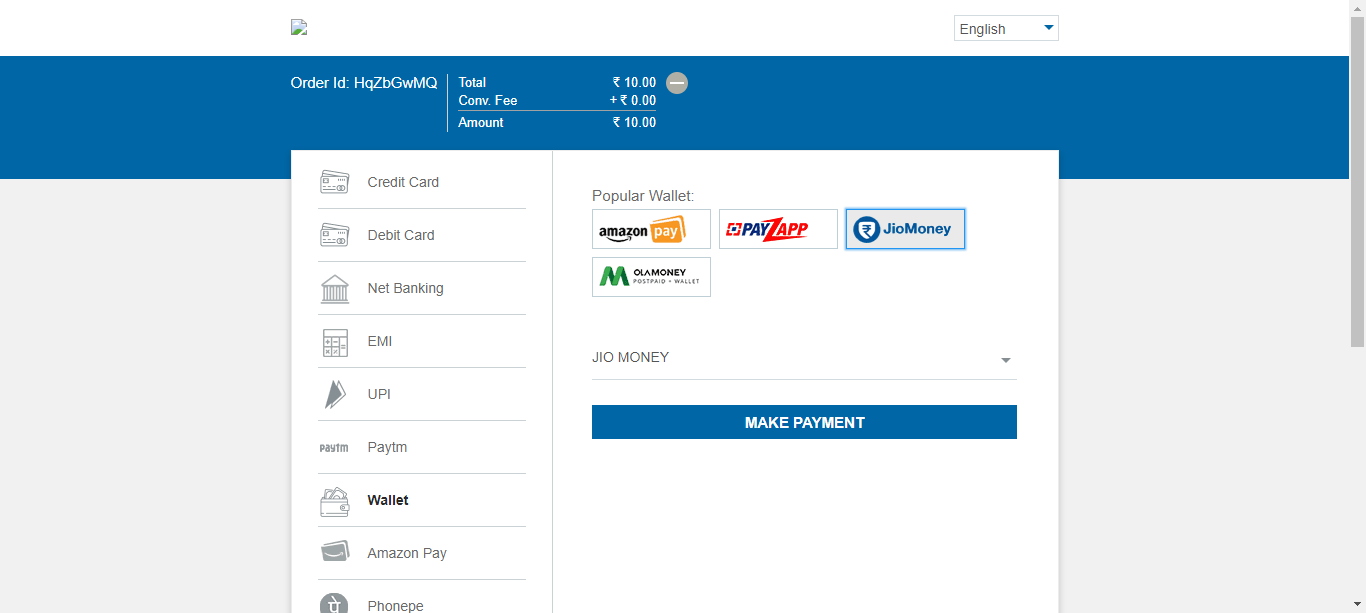 English
Order Id: HqZbGwMQ
Total ₹ 10.00
Conv. Fee + ₹ 0.00
Amount ₹ 10.00
Credit Card
Debit Card
Net Banking
EMI
UPI
Paytm Paytm
Wallet
Amazon Pay
पे Phonepe
Popular Wallet:
amazon pay PAYZAPP ₹ JioMoney
OLAMONEY
POSTPAID + WALLET
JIO MONEY
MAKE PAYMENT